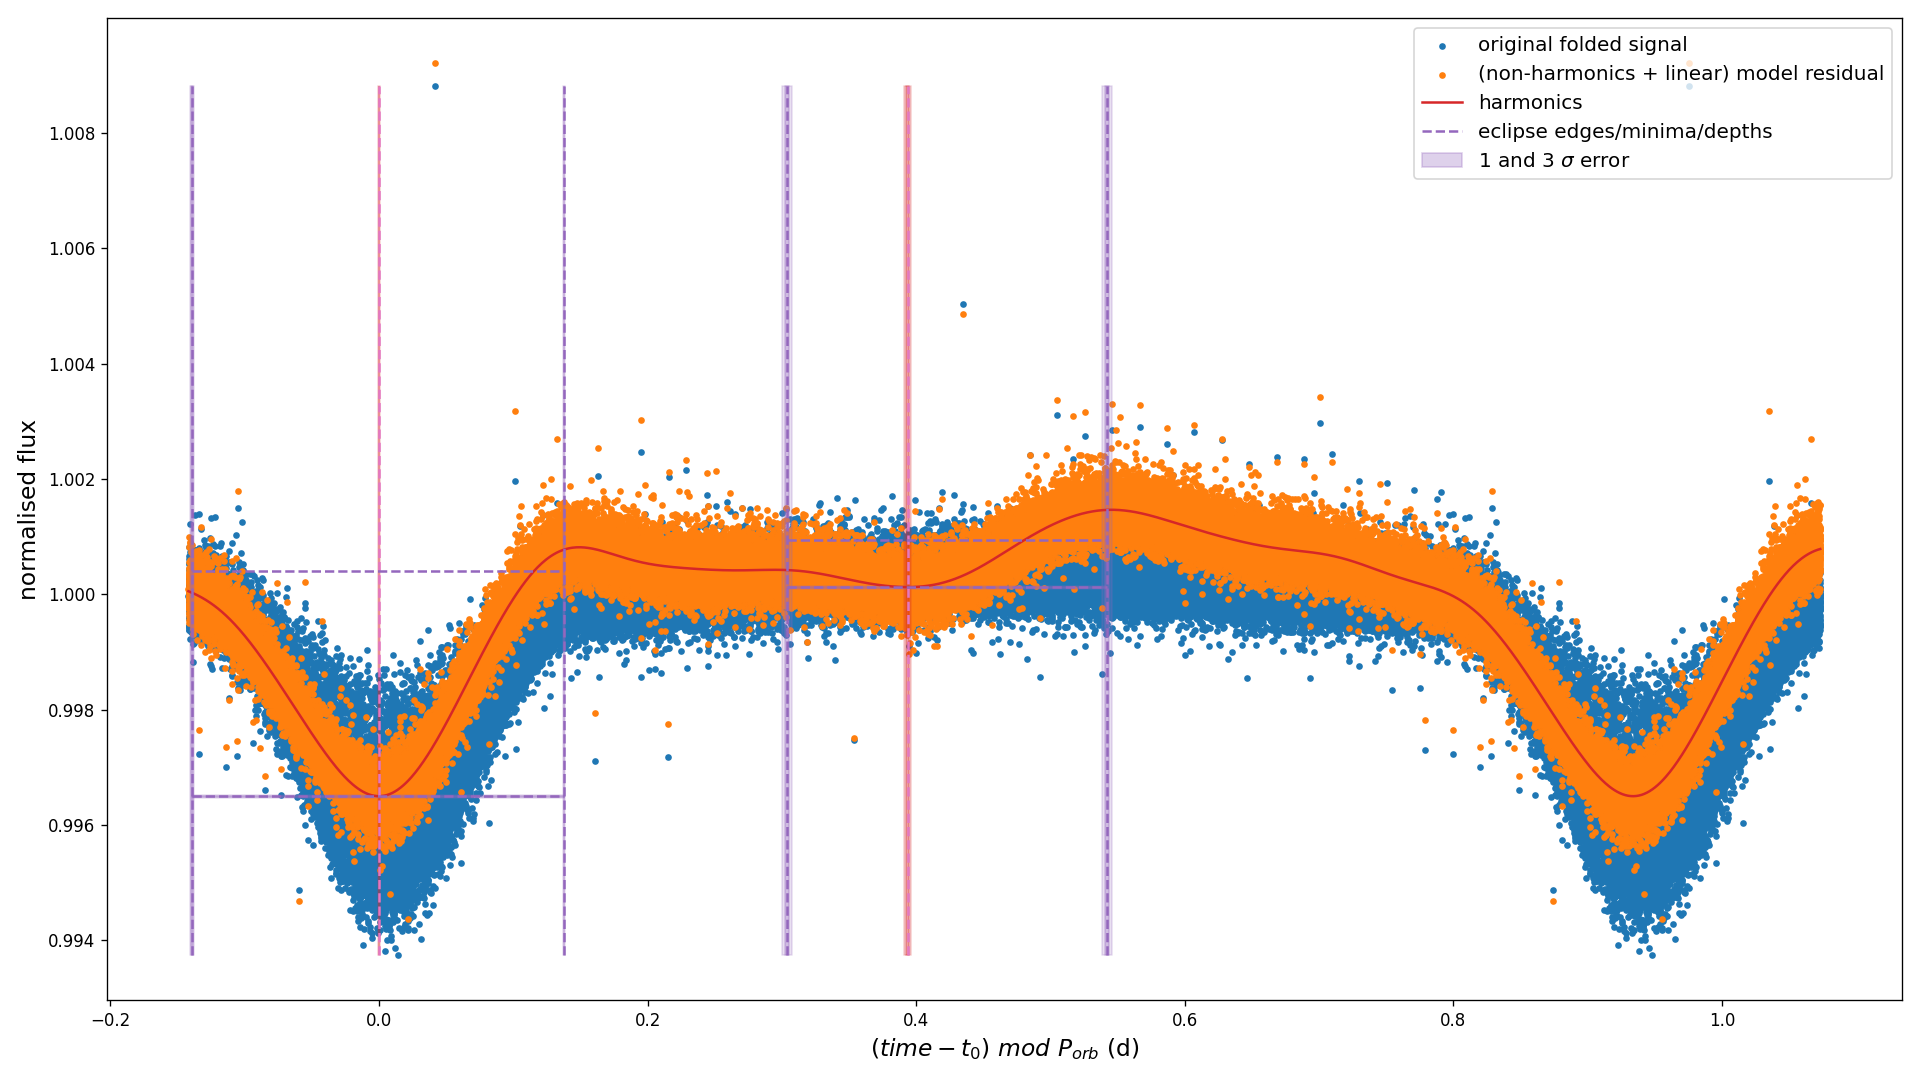 original folded signal
(non-harmonics + linear) model residual
harmonics
eclipse edges/minima/depths
1 and 3 σ error
normalised flux
1.008
1.006
1.004
1.002
1.000
0.998
0.996
0.994
−0.2
0.0
0.2
0.4
0.6
0.8
1.0
(time − t₀) mod P_orb (d)